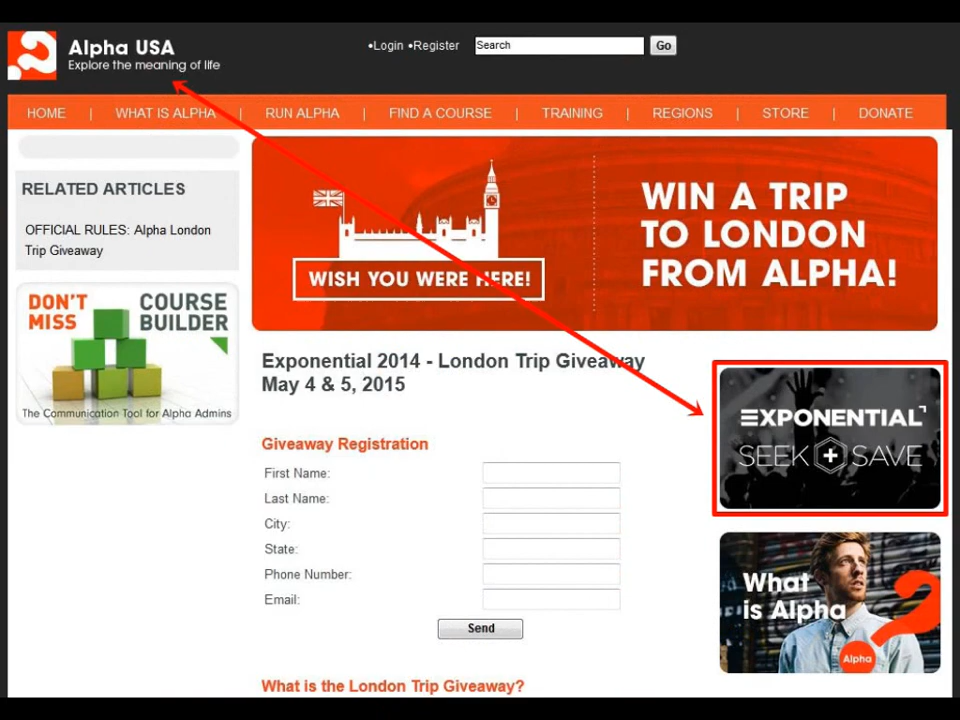 Alpha USA
Explore the meaning of life
•Login •Register
Search
Go
HOME | WHAT IS ALPHA | RUN ALPHA | FIND A COURSE | TRAINING | REGIONS | STORE | DONATE
RELATED ARTICLES
OFFICIAL RULES: Alpha London
Trip Giveaway
DON'T
MISS
COURSE
BUILDER
The Communication Tool for Alpha Admins
WISH YOU WERE HERE!
WIN A TRIP
TO LONDON
FROM ALPHA!
Exponential 2014 - London Trip Giveaway
May 4 & 5, 2015
Giveaway Registration
First Name:
Last Name:
City:
State:
Phone Number:
Email:
Send
What is the London Trip Giveaway?
EXPONENTIAL
SEEK + SAVE
What
is Alpha
Alpha